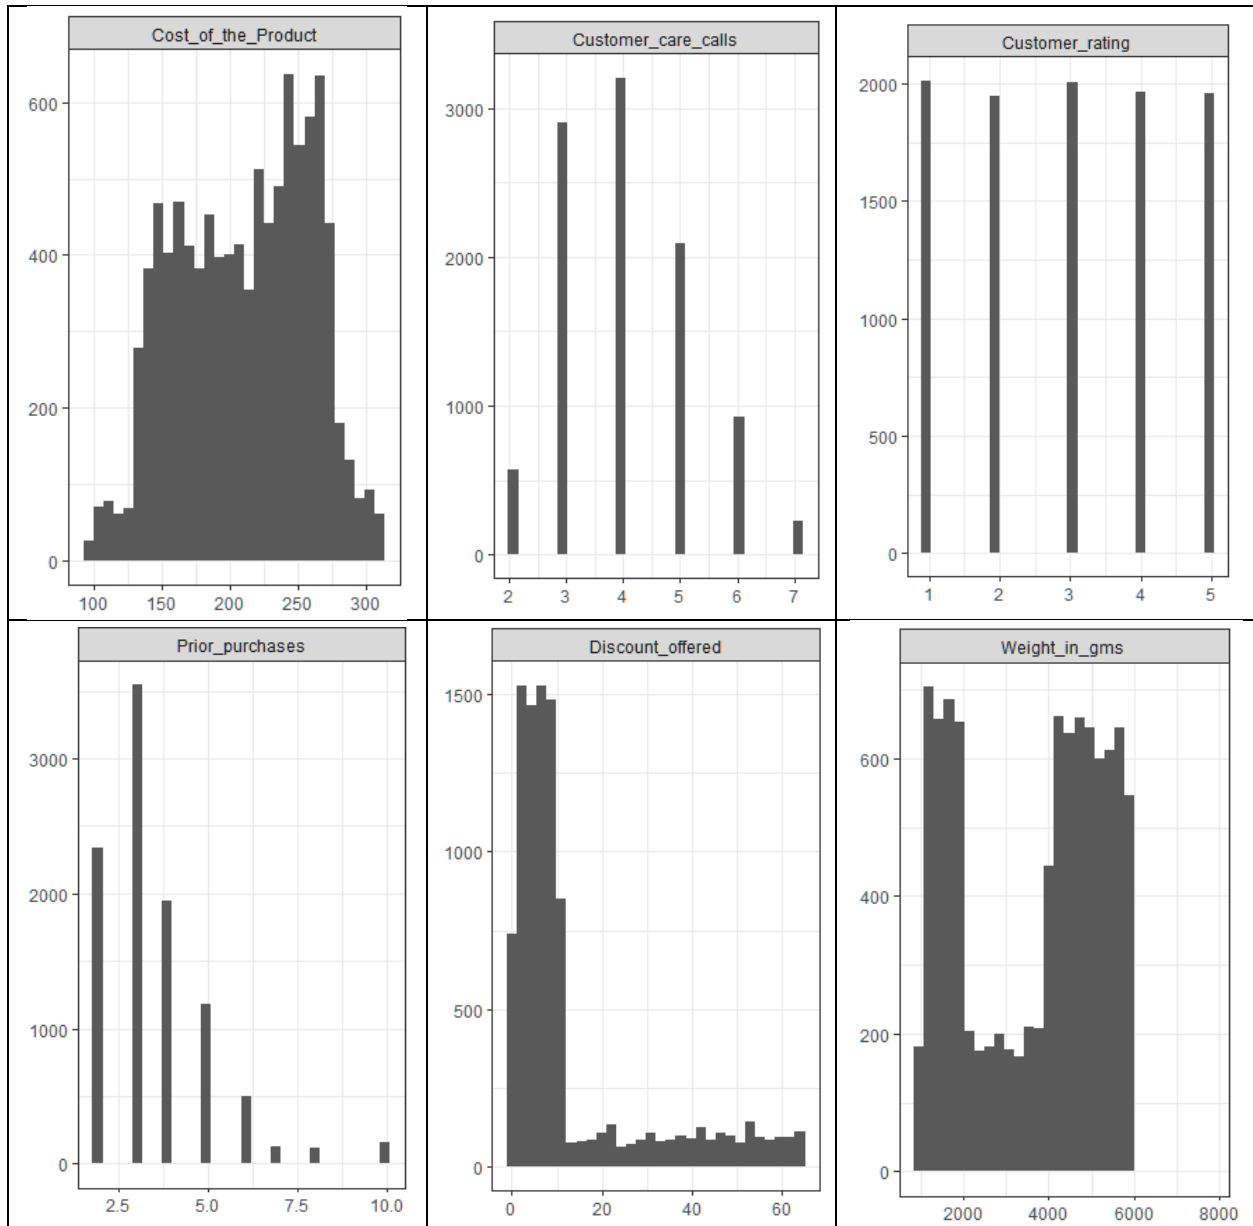 Cost_of_the_Product
600
400
200
0
100 150 200 250 300
Customer_care_calls
3000
2000
1000
0
2 3 4 5 6 7
Customer_rating
2000
1500
1000
500
0
1 2 3 4 5
Prior_purchases
3000
2000
1000
0
2.5 5.0 7.5 10.0
Discount_offered
1500
1000
500
0
0 20 40 60
Weight_in_gms
600
400
200
0
2000 4000 6000 8000